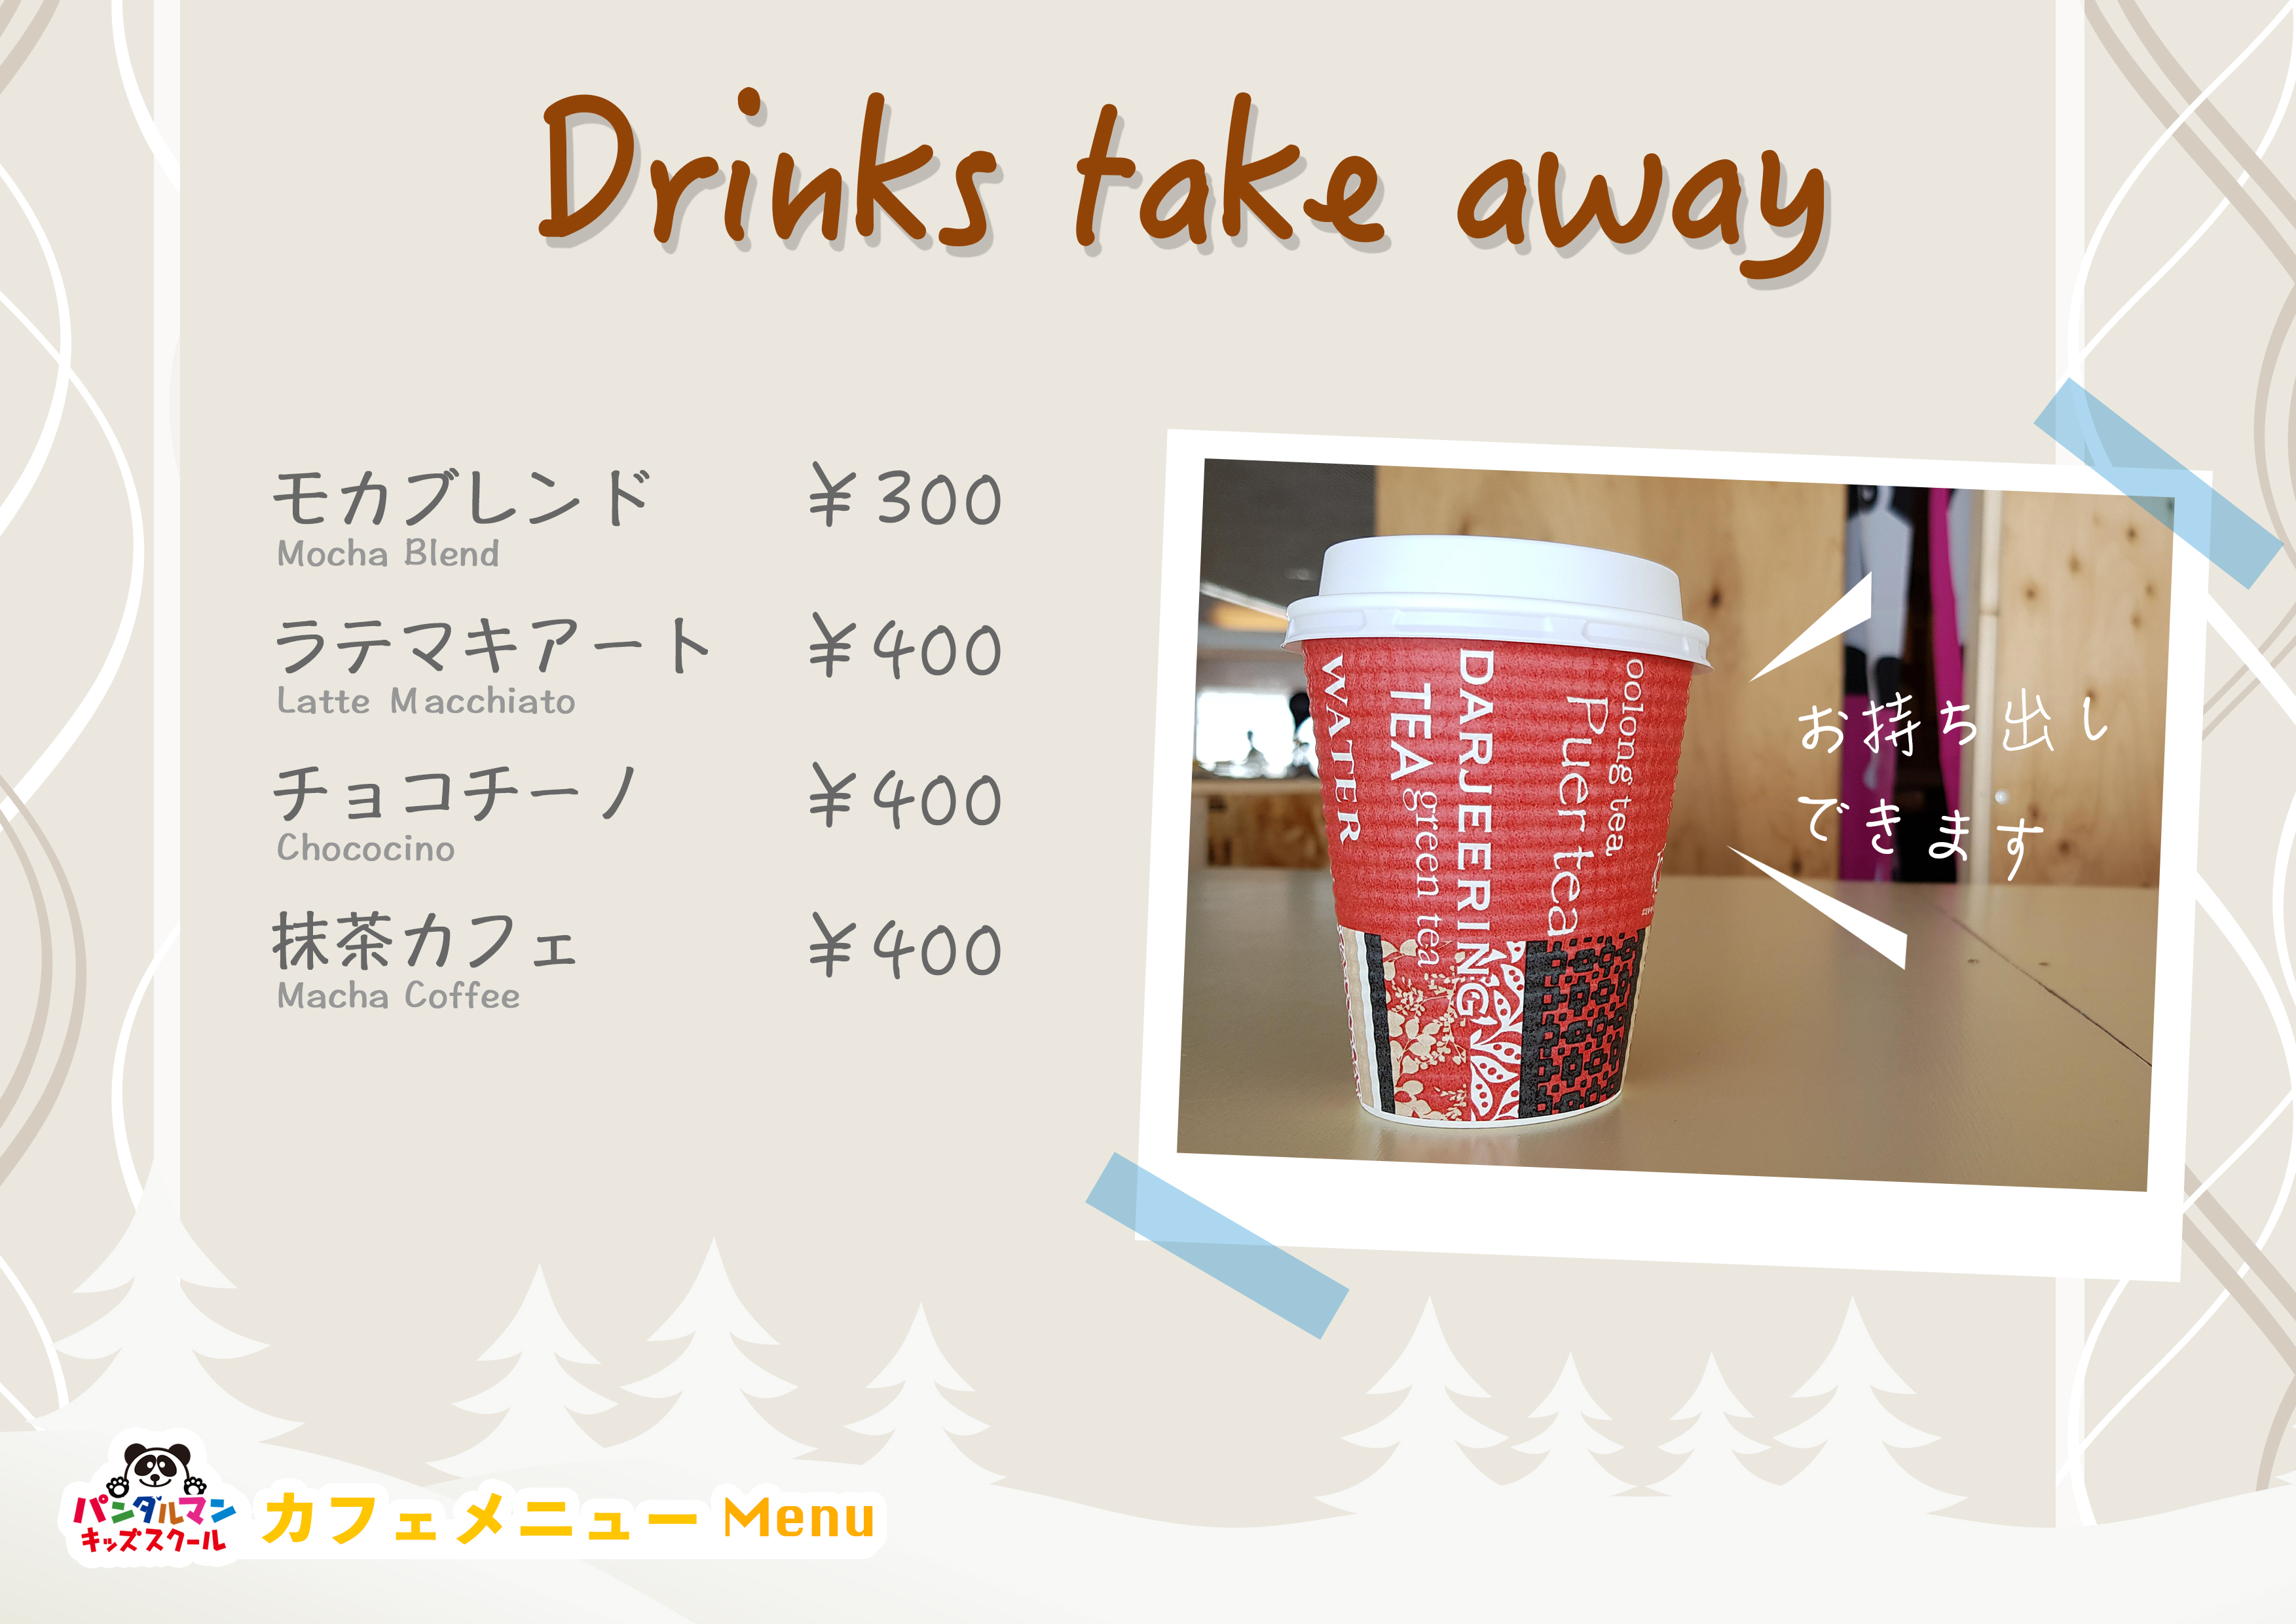 Drinks take away
モカブレンド ¥300
Mocha Blend
ラテマキアート ¥400
Latte Macchiato
チョコチーノ ¥400
Chococino
抹茶カフェ ¥400
Macha Coffee
WATER
TEA green tea
DARJEERING
Puer tea
oolong tea
お持ち出し
できます
パンダルマン
キッズスクール
カフェメニュー Menu